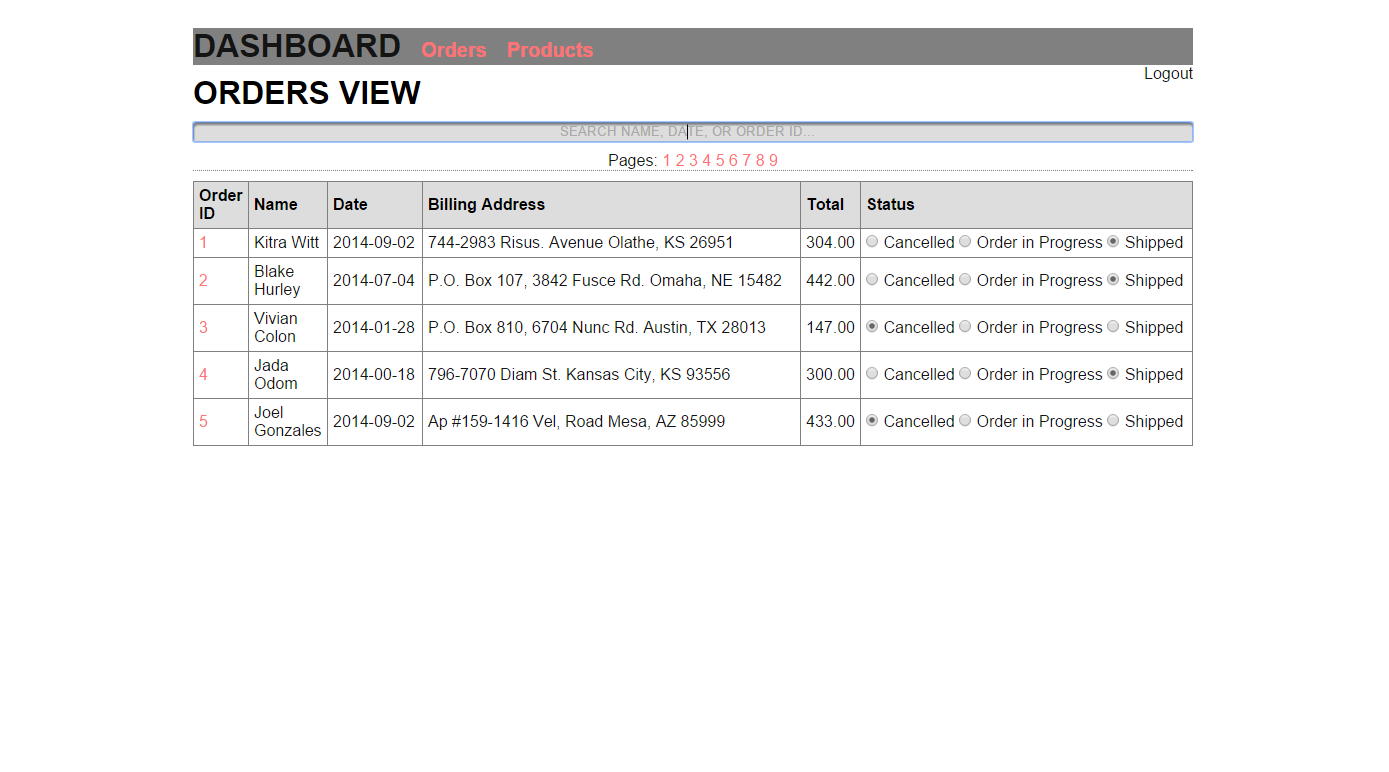 DASHBOARD Orders Products
Logout
ORDERS VIEW
SEARCH NAME, DATE, OR ORDER ID...
Pages: 1 2 3 4 5 6 7 8 9
Order ID Name Date Billing Address Total Status
1 Kitra Witt 2014-09-02 744-2983 Risus. Avenue Olathe, KS 26951 304.00 Cancelled Order in Progress Shipped
2 Blake Hurley 2014-07-04 P.O. Box 107, 3842 Fusce Rd. Omaha, NE 15482 442.00 Cancelled Order in Progress Shipped
3 Vivian Colon 2014-01-28 P.O. Box 810, 6704 Nunc Rd. Austin, TX 28013 147.00 Cancelled Order in Progress Shipped
4 Jada Odom 2014-00-18 796-7070 Diam St. Kansas City, KS 93556 300.00 Cancelled Order in Progress Shipped
5 Joel Gonzales 2014-09-02 Ap #159-1416 Vel, Road Mesa, AZ 85999 433.00 Cancelled Order in Progress Shipped